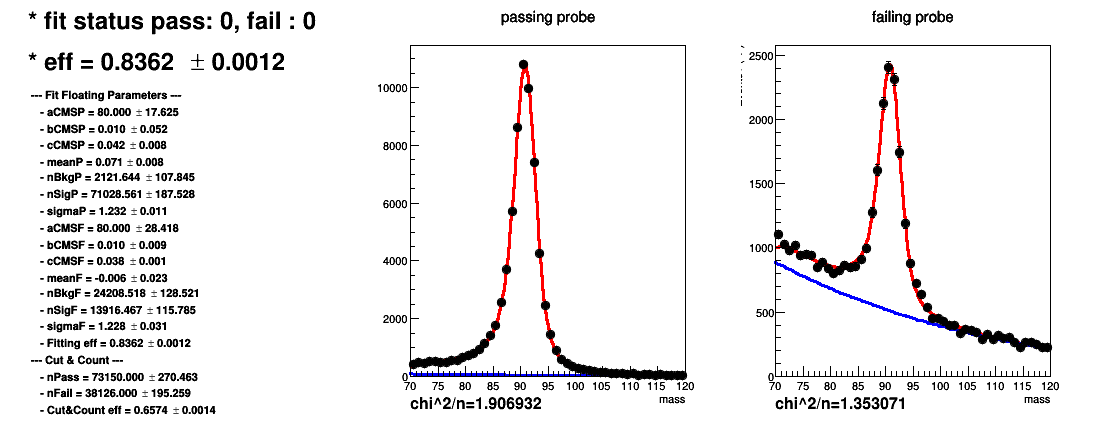 * fit status pass: 0, fail : 0
* eff = 0.8362 ± 0.0012
--- Fit Floating Parameters ---
- aCMSP = 80.000 ± 17.625
- bCMSP = 0.010 ± 0.052
- cCMSP = 0.042 ± 0.008
- meanP = 0.071 ± 0.008
- nBkgP = 2121.644 ± 107.845
- nSigP = 71028.561 ± 187.528
- sigmaP = 1.232 ± 0.011
- aCMSF = 80.000 ± 28.418
- bCMSF = 0.010 ± 0.009
- cCMSF = 0.038 ± 0.001
- meanF = -0.006 ± 0.023
- nBkgF = 24208.518 ± 128.521
- nSigF = 13916.467 ± 115.785
- sigmaF = 1.228 ± 0.031
- Fitting eff = 0.8362 ± 0.0012
--- Cut & Count ---
- nPass = 73150.000 ± 270.463
- nFail = 38126.000 ± 195.259
- Cut&Count eff = 0.6574 ± 0.0014
passing probe
10000
8000
6000
4000
2000
0
70 75 80 85 90 95 100 105 110 115 120
mass
chi^2/n=1.906932
failing probe
2500
2000
1500
1000
500
0
70 75 80 85 90 95 100 105 110 115 120
mass
chi^2/n=1.353071